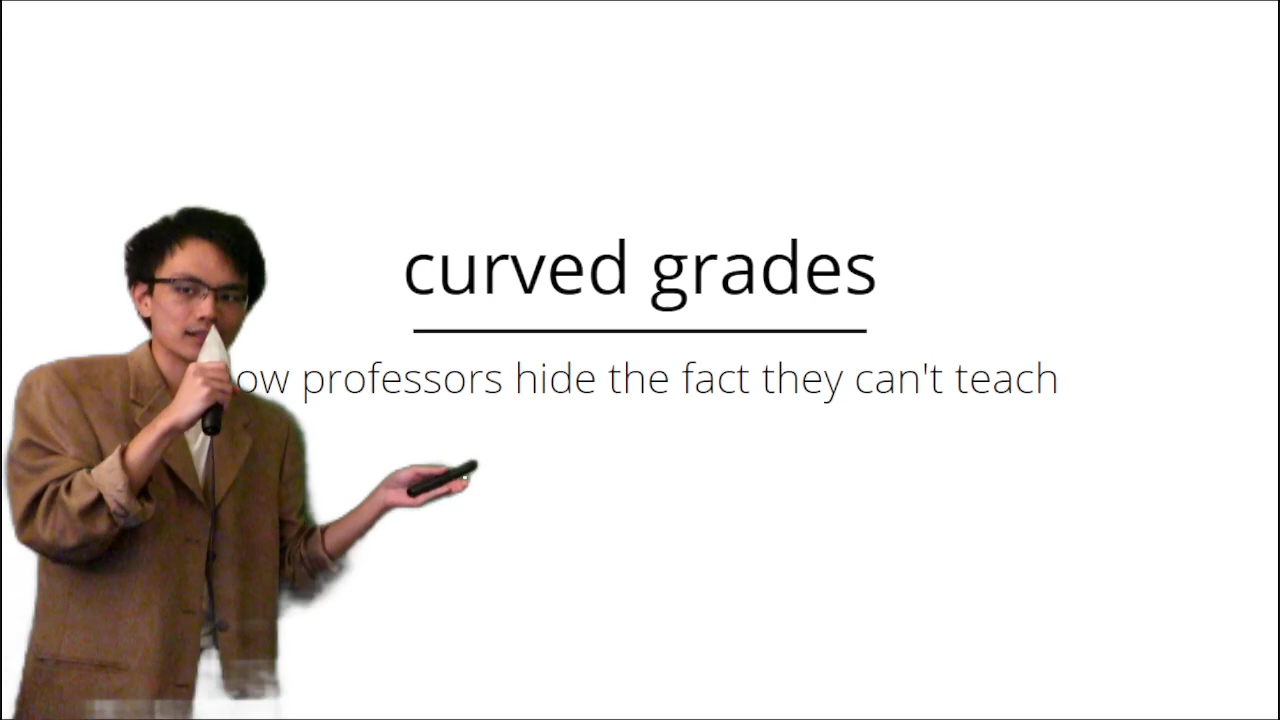 curved grades
ow professors hide the fact they can't teach